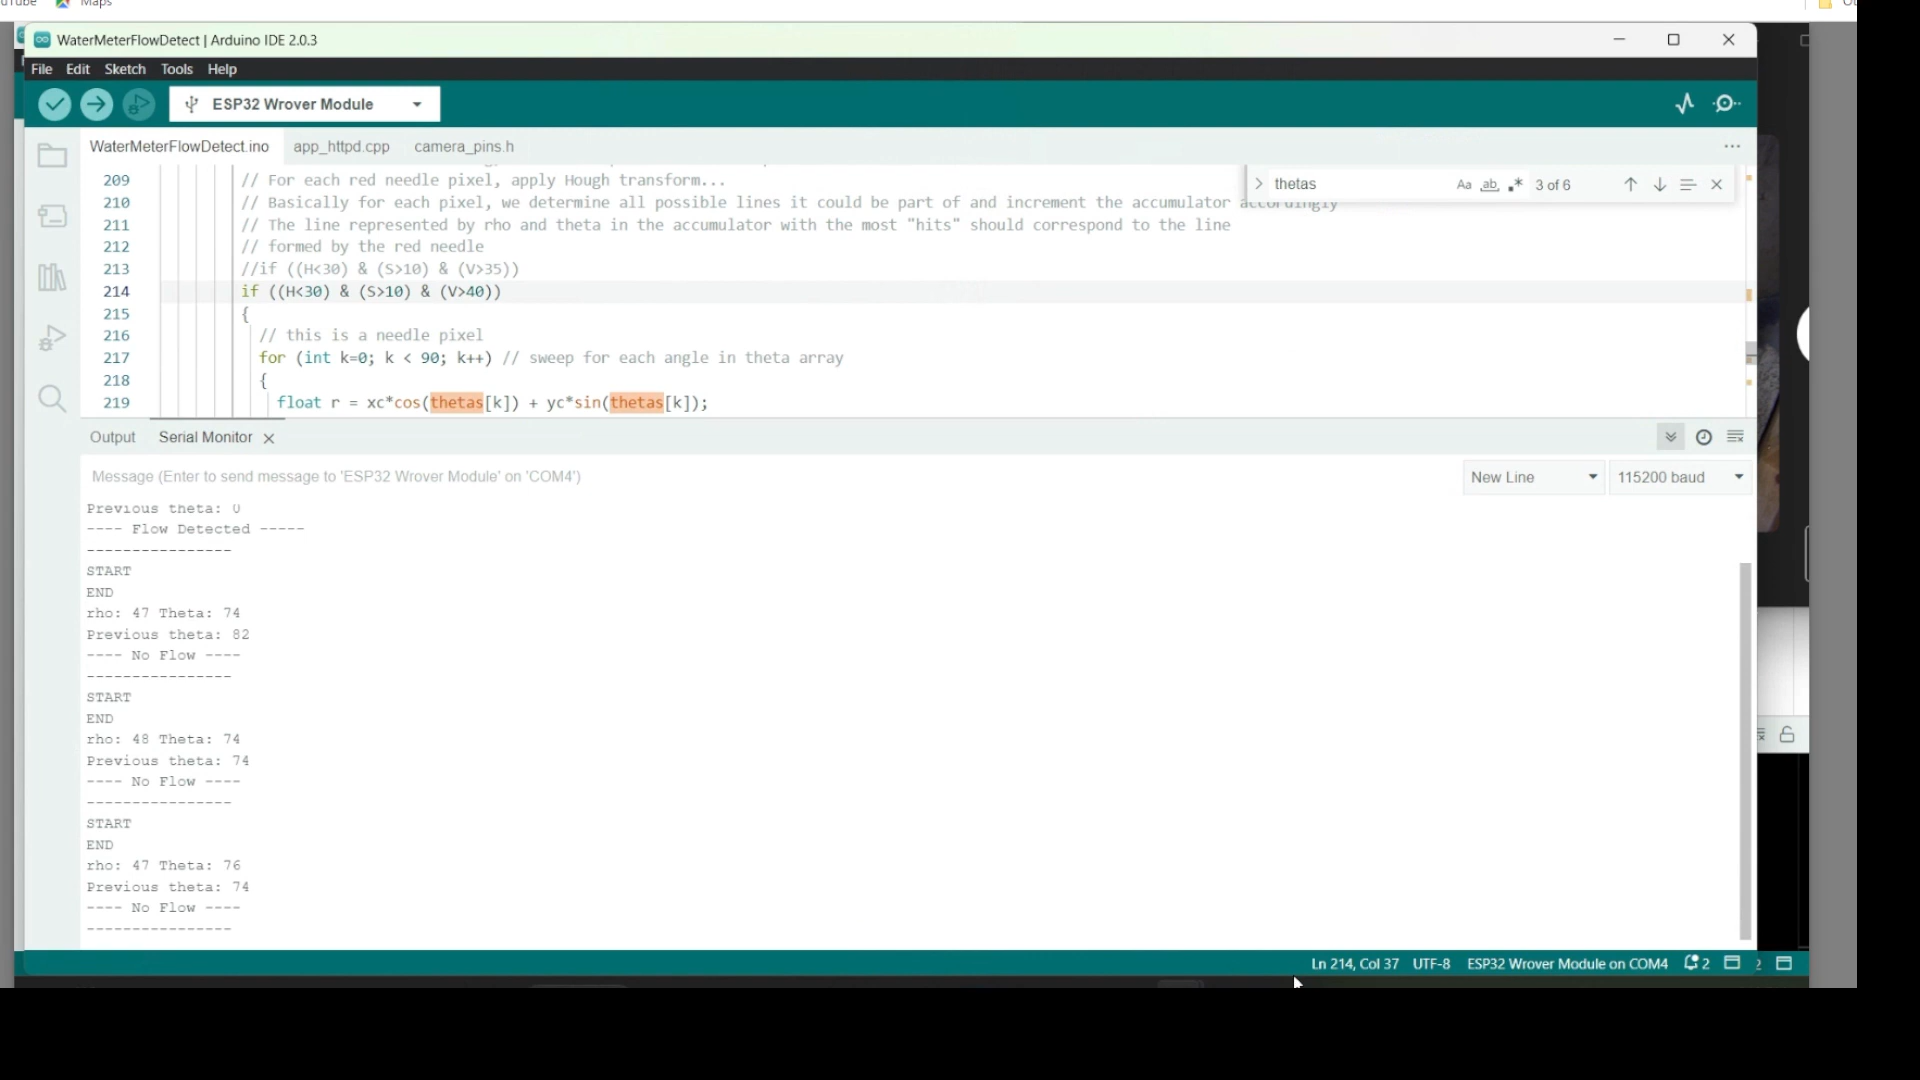 Maps
WaterMeterFlowDetect | Arduino IDE 2.0.3
File Edit Sketch Tools Help
ESP32 Wrover Module
WaterMeterFlowDetect.ino app_httpd.cpp camera_pins.h
thetas Aa ab .* 3 of 6
209 // For each red needle pixel, apply Hough transform...
210 // Basically for each pixel, we determine all possible lines it could be part of and increment the accumulator accordingly
211 // The line represented by rho and theta in the accumulator with the most "hits" should correspond to the line
212 // formed by the red needle
213 //if ((H<30) & (S>10) & (V>35))
214 if ((H<30) & (S>10) & (V>40))
215 {
216 // this is a needle pixel
217 for (int k=0; k < 90; k++) // sweep for each angle in theta array
218 {
219 float r = xc*cos(thetas[k]) + yc*sin(thetas[k]);
Output Serial Monitor
Message (Enter to send message to 'ESP32 Wrover Module' on 'COM4') New Line 115200 baud
Previous theta: 0
---- Flow Detected -----
----------------
START
END
rho: 47 Theta: 74
Previous theta: 82
---- No Flow ----
----------------
START
END
rho: 48 Theta: 74
Previous theta: 74
---- No Flow ----
----------------
START
END
rho: 47 Theta: 76
Previous theta: 74
---- No Flow ----
----------------
Ln 214, Col 37 UTF-8 ESP32 Wrover Module on COM4 2 2